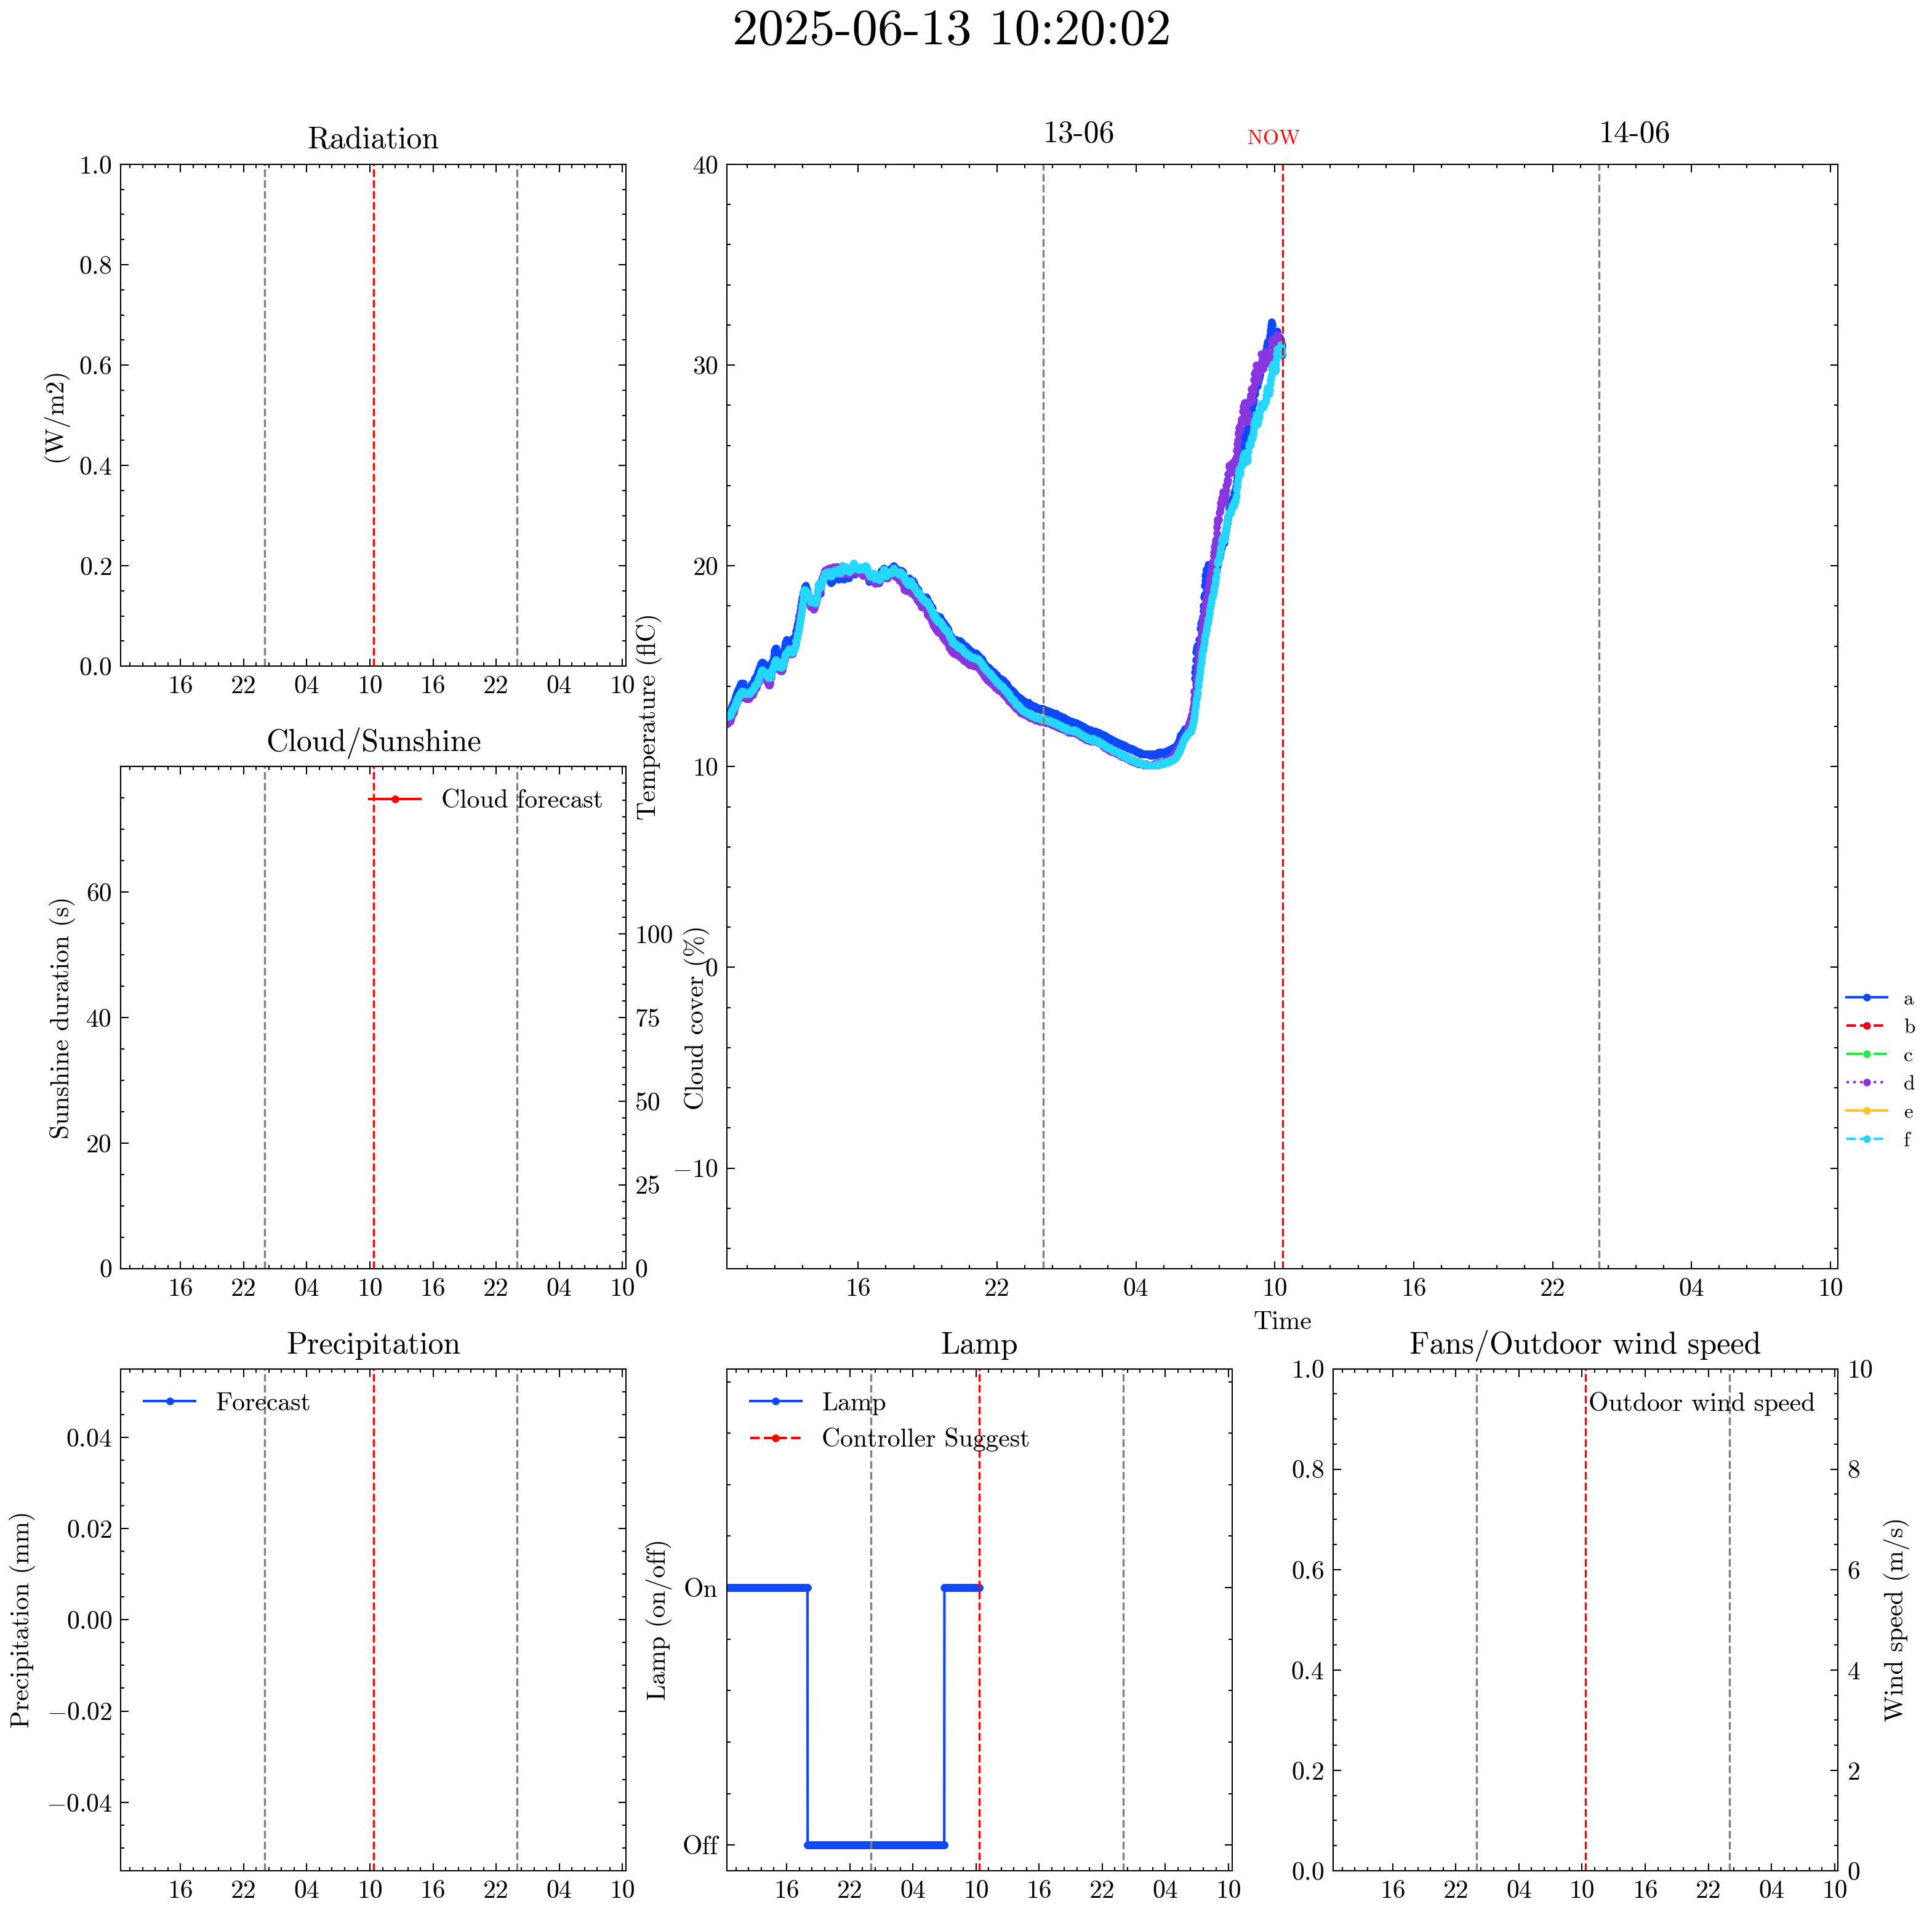 2025-06-13 10:20:02
Radiation
(W/m2)
1.0
0.8
0.6
0.4
0.2
0.0
16 22 04 10 16 22 04 10
13-06 NOW 14-06
Temperature (flC)
40
30
20
10
0
−10
16 22 04 10 16 22 04 10
Time
a
b
c
d
e
f
Cloud/Sunshine
Cloud forecast
Sunshine duration (s)
60
40
20
0
Cloud cover (%)
100
75
50
25
0
16 22 04 10 16 22 04 10
Precipitation
Forecast
Precipitation (mm)
0.04
0.02
0.00
−0.02
−0.04
16 22 04 10 16 22 04 10
Lamp
Lamp
Controller Suggest
Lamp (on/off)
On
Off
16 22 04 10 16 22 04 10
Fans/Outdoor wind speed
Outdoor wind speed
1.0
0.8
0.6
0.4
0.2
0.0
Wind speed (m/s)
10
8
6
4
2
0
16 22 04 10 16 22 04 10